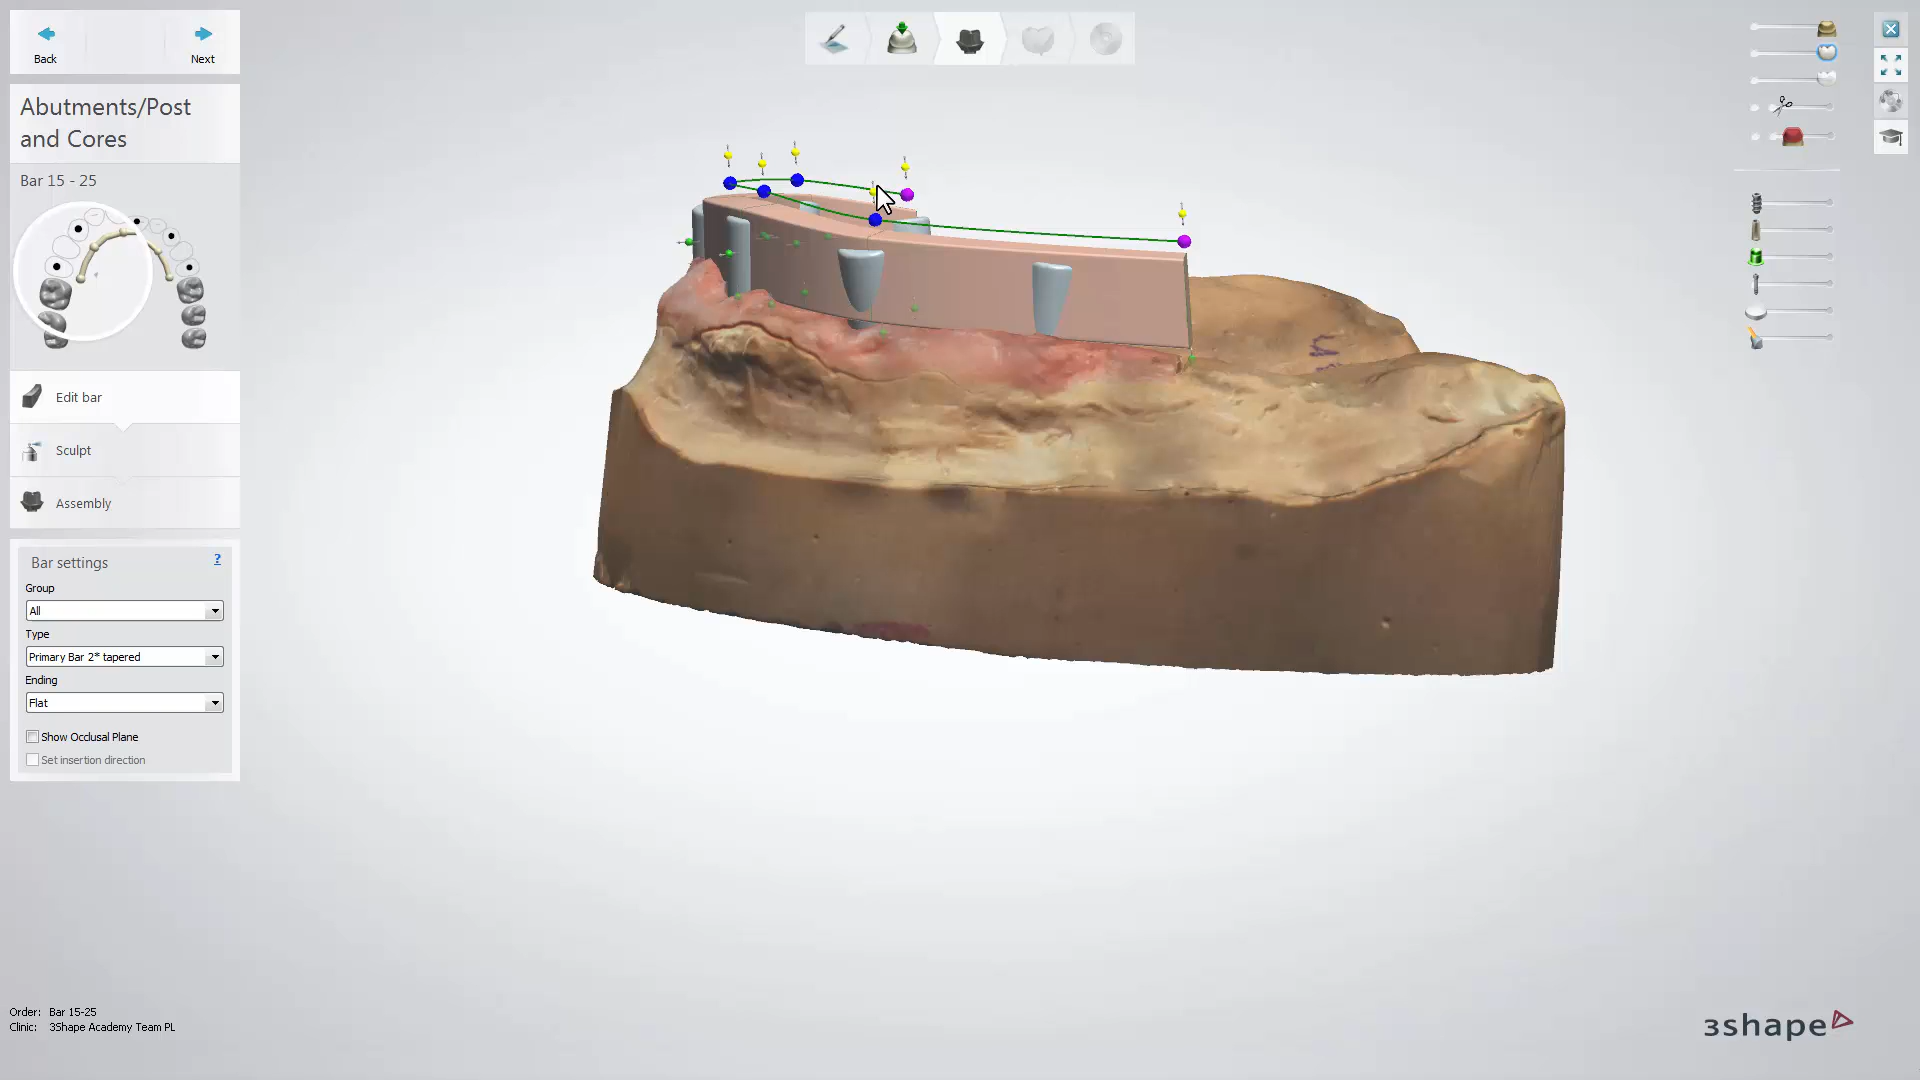 Back
Next
Abutments/Post
and Cores
Bar 15 - 25
Edit bar
Sculpt
Assembly
Bar settings
?
Group
All
Type
Primary Bar 2* tapered
Ending
Flat
Show Occlusal Plane
Set insertion direction
Order: Bar 15-25
Clinic: 3Shape Academy Team PL
3shape